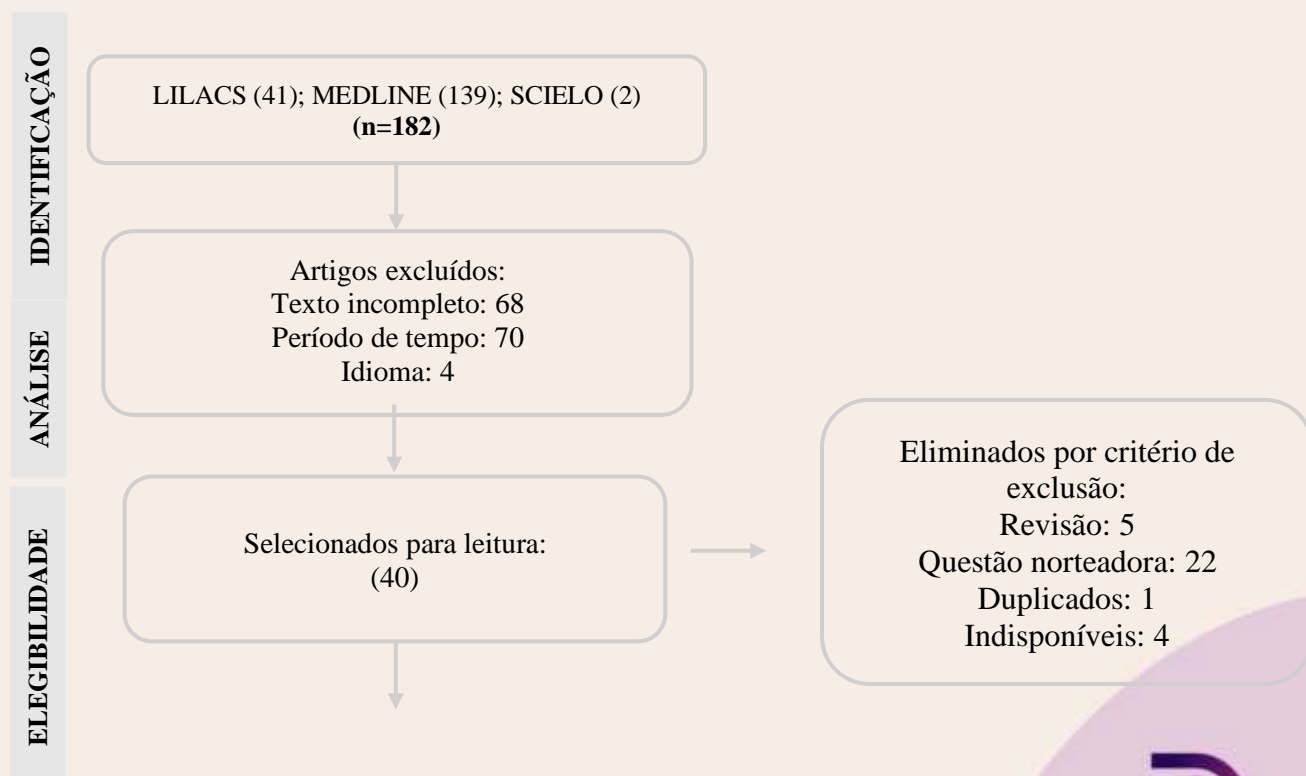 IDENTIFICAÇÃO
LILACS (41); MEDLINE (139); SCIELO (2)
(n=182)
Artigos excluídos:
Texto incompleto: 68
Período de tempo: 70
Idioma: 4
ANÁLISE
Selecionados para leitura:
(40)
Eliminados por critério de
exclusão:
Revisão: 5
Questão norteadora: 22
Duplicados: 1
Indisponíveis: 4
ELEGIBILIDADE